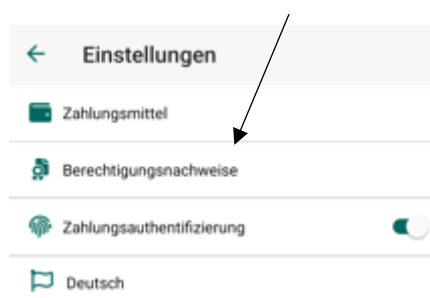 Einstellungen
Zahlungsmittel
Berechtigungsnachweise
Zahlungsauthentifizierung
Deutsch